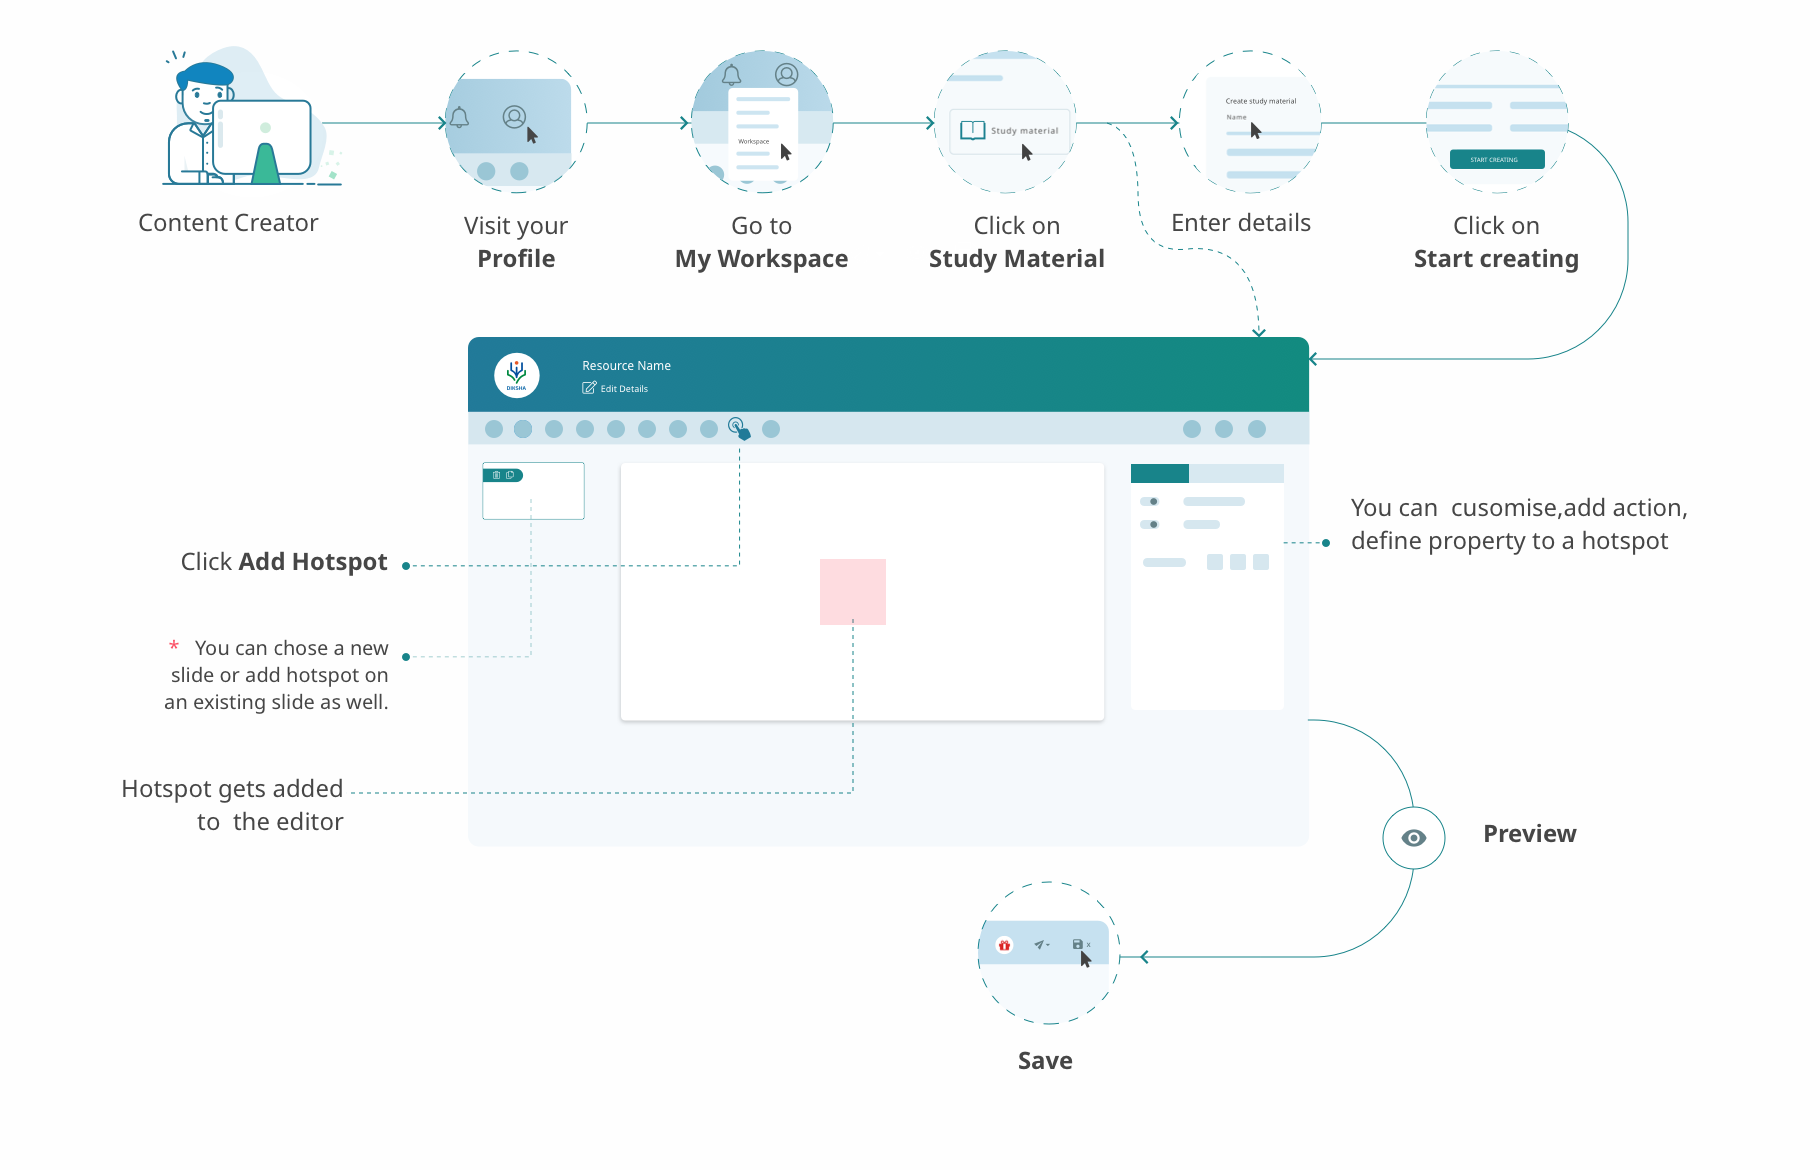 Content Creator
Visit your
Profile
Workspace
Go to
My Workspace
Study material
Click on
Study Material
Create study material
Name
Enter details
START CREATING
Click on
Start creating
DIKSHA
Resource Name
Edit Details
Click Add Hotspot
* You can chose a new
slide or add hotspot on
an existing slide as well.
Hotspot gets added
to the editor
You can cusomise,add action,
define property to a hotspot
Preview
x
Save